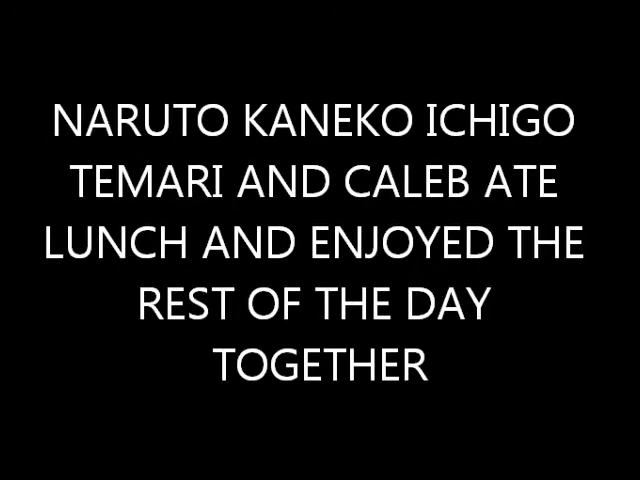 NARUTO KANEKO ICHIGO
TEMARI AND CALEB ATE
LUNCH AND ENJOYED THE
REST OF THE DAY
TOGETHER